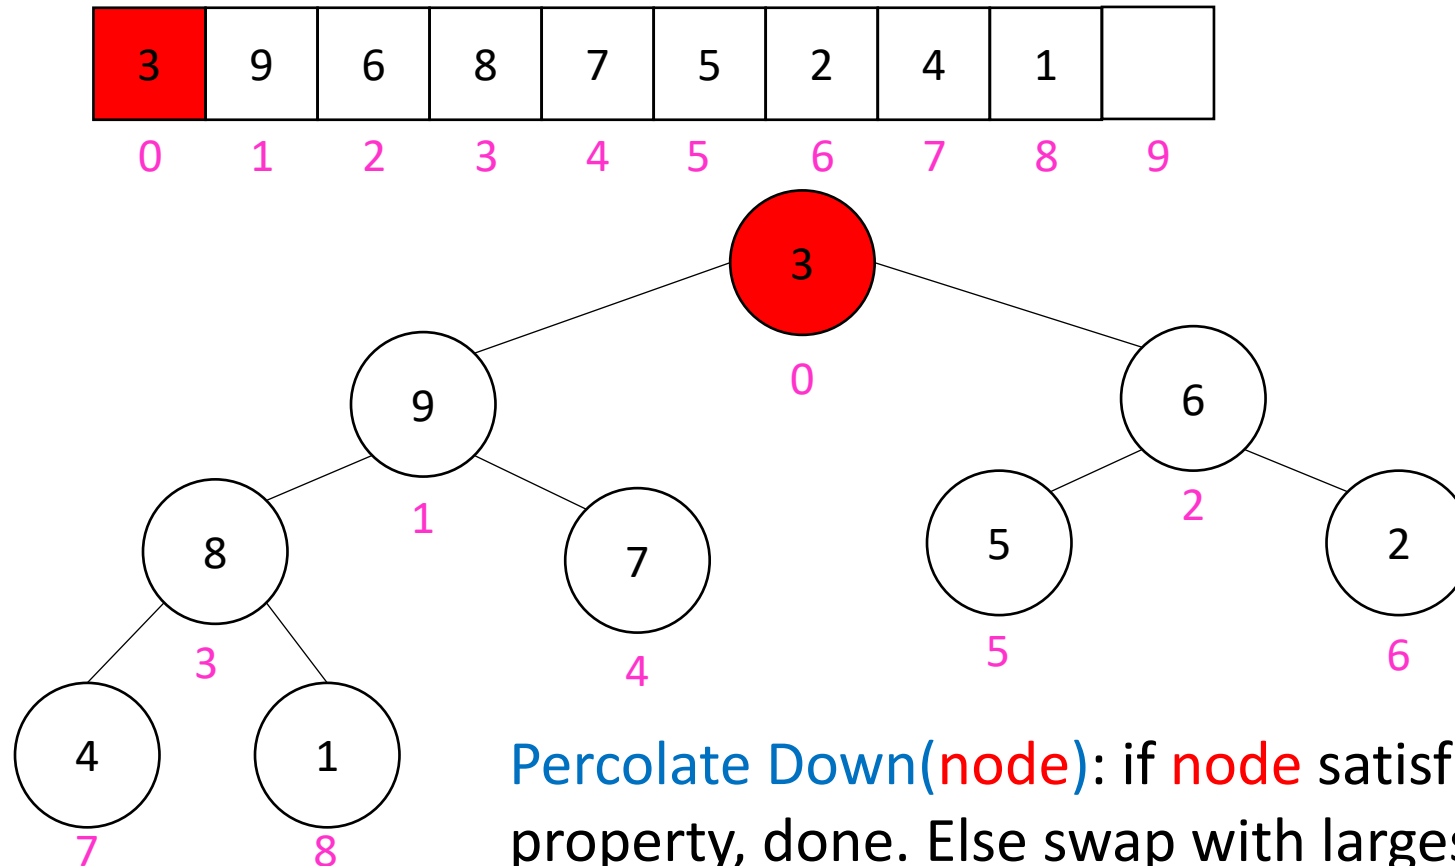 3 9 6 8 7 5 2 4 1
0 1 2 3 4 5 6 7 8 9
3
0
9 6
1 2
8 7 5 2
3 4 5 6
4 1
7 8
Percolate Down(node): if node satisf
property, done. Else swap with larges